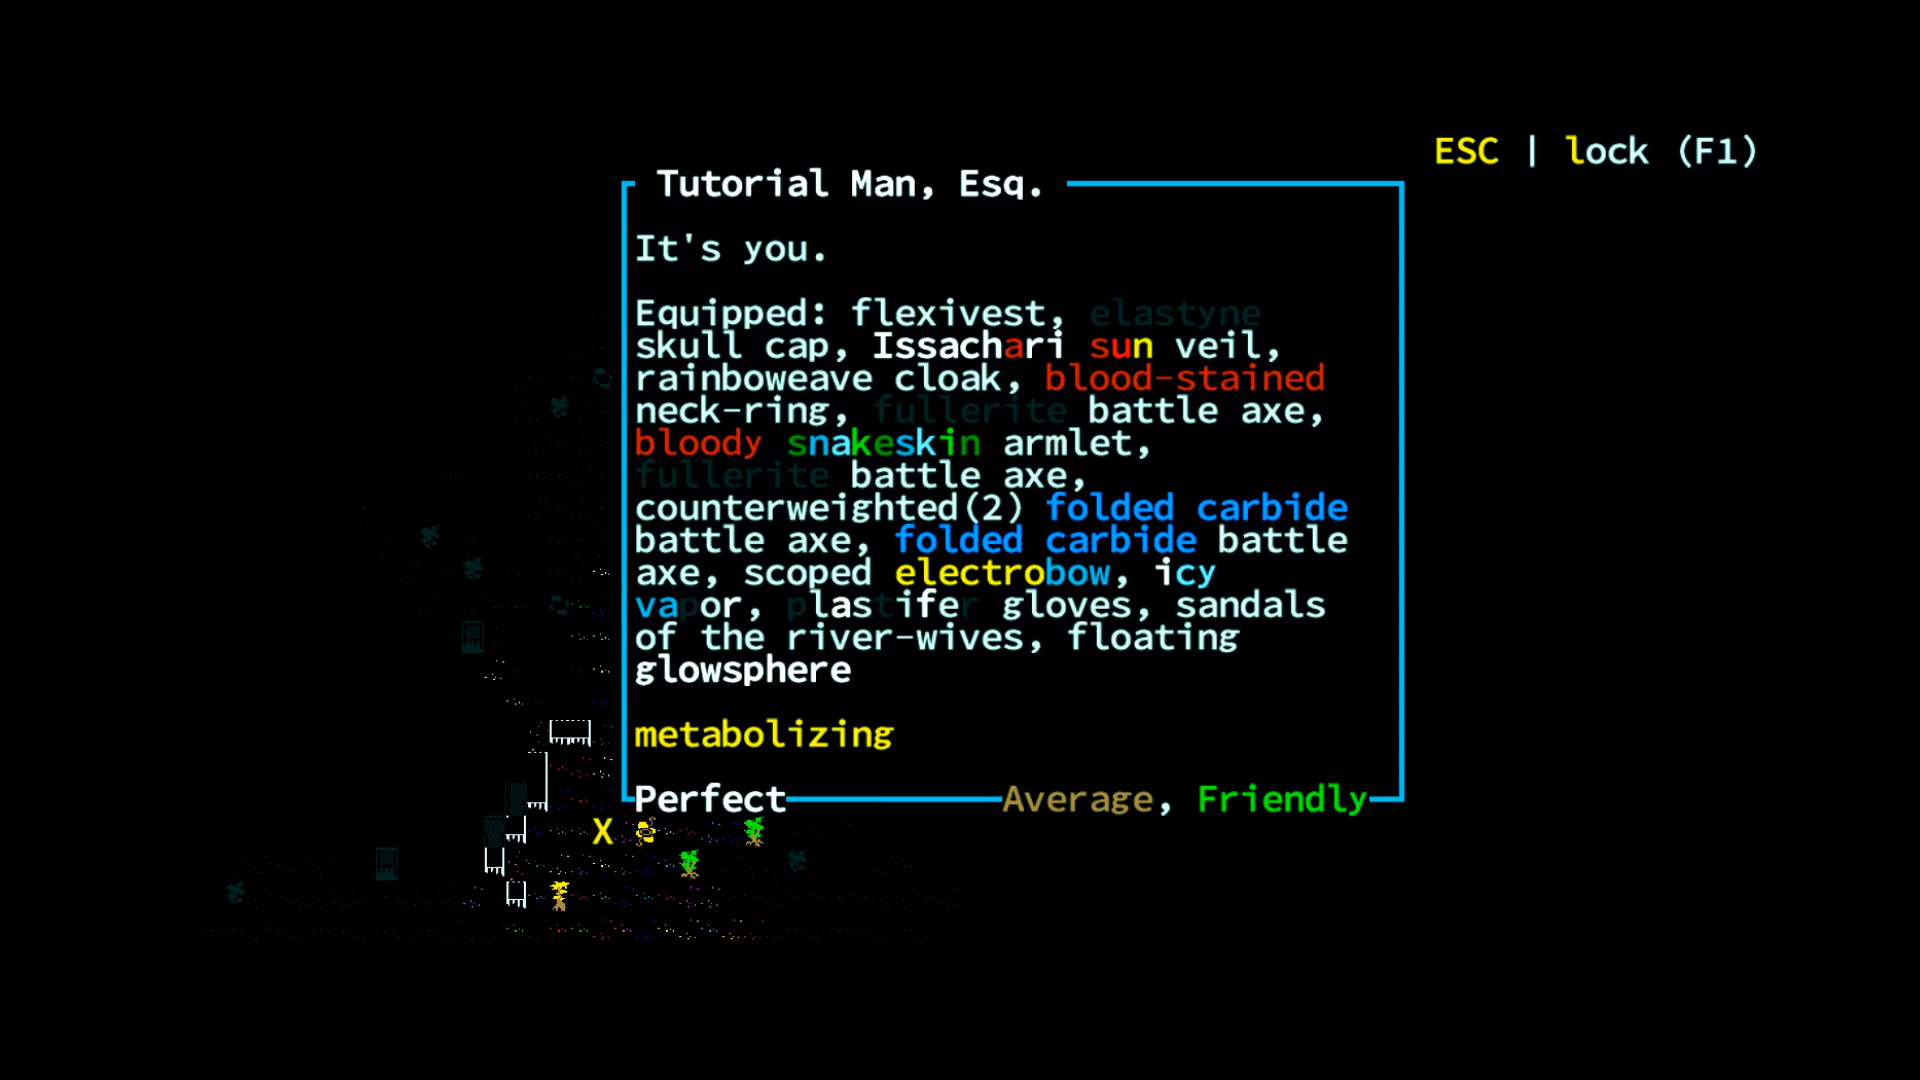 ESC | lock (F1)
Tutorial Man, Esq.
It's you.
Equipped: flexivest, elastyne
skull cap, Issachari sun veil,
rainboweave cloak, blood-stained
neck-ring, fullerite battle axe,
bloody snakeskin armlet,
fullerite battle axe,
counterweighted(2) folded carbide
battle axe, folded carbide battle
axe, scoped electrobow, icy
vapor, plastifer gloves, sandals
of the river-wives, floating
glowsphere
metabolizing
Perfect Average, Friendly
X